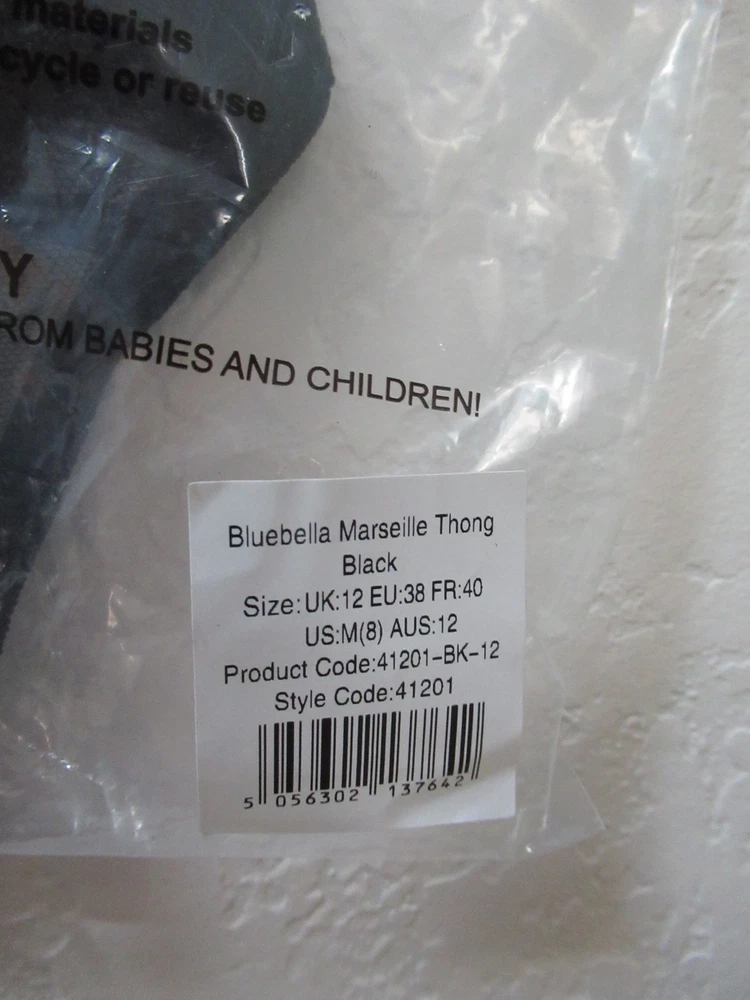 materials
cycle or reuse
Y
ROM BABIES AND CHILDREN!
Bluebella Marseille Thong
Black
Size:UK:12 EU:38 FR:40
US:M(8) AUS:12
Product Code:41201-BK-12
Style Code:41201
5 056302 137642